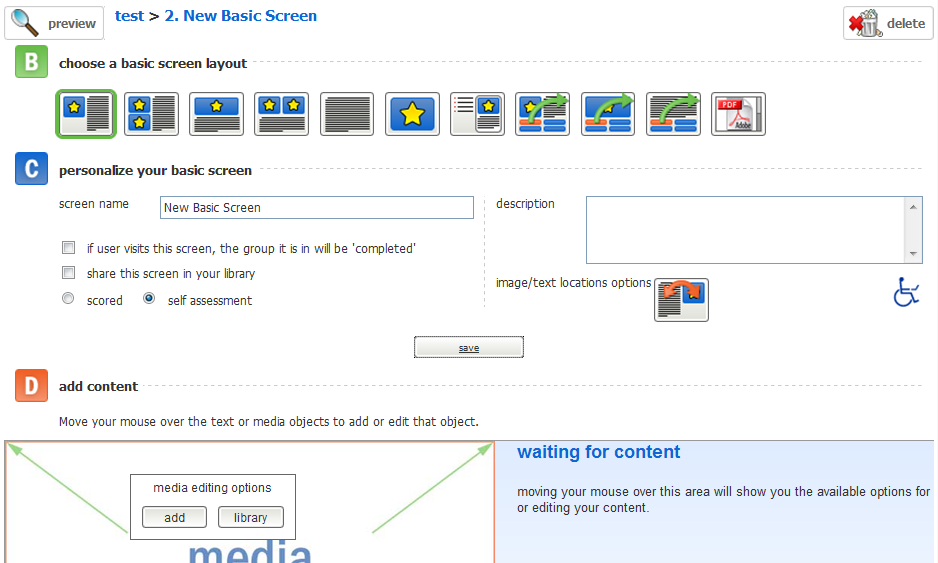 preview
test > 2. New Basic Screen
delete
B
choose a basic screen layout
PDF
Adobe
C
personalize your basic screen
screen name
New Basic Screen
description
if user visits this screen, the group it is in will be 'completed'
share this screen in your library
image/text locations options
scored
self assessment
save
D
add content
Move your mouse over the text or media objects to add or edit that object.
waiting for content
media editing options
moving your mouse over this area will show you the available options for
or editing your content.
add
library
media